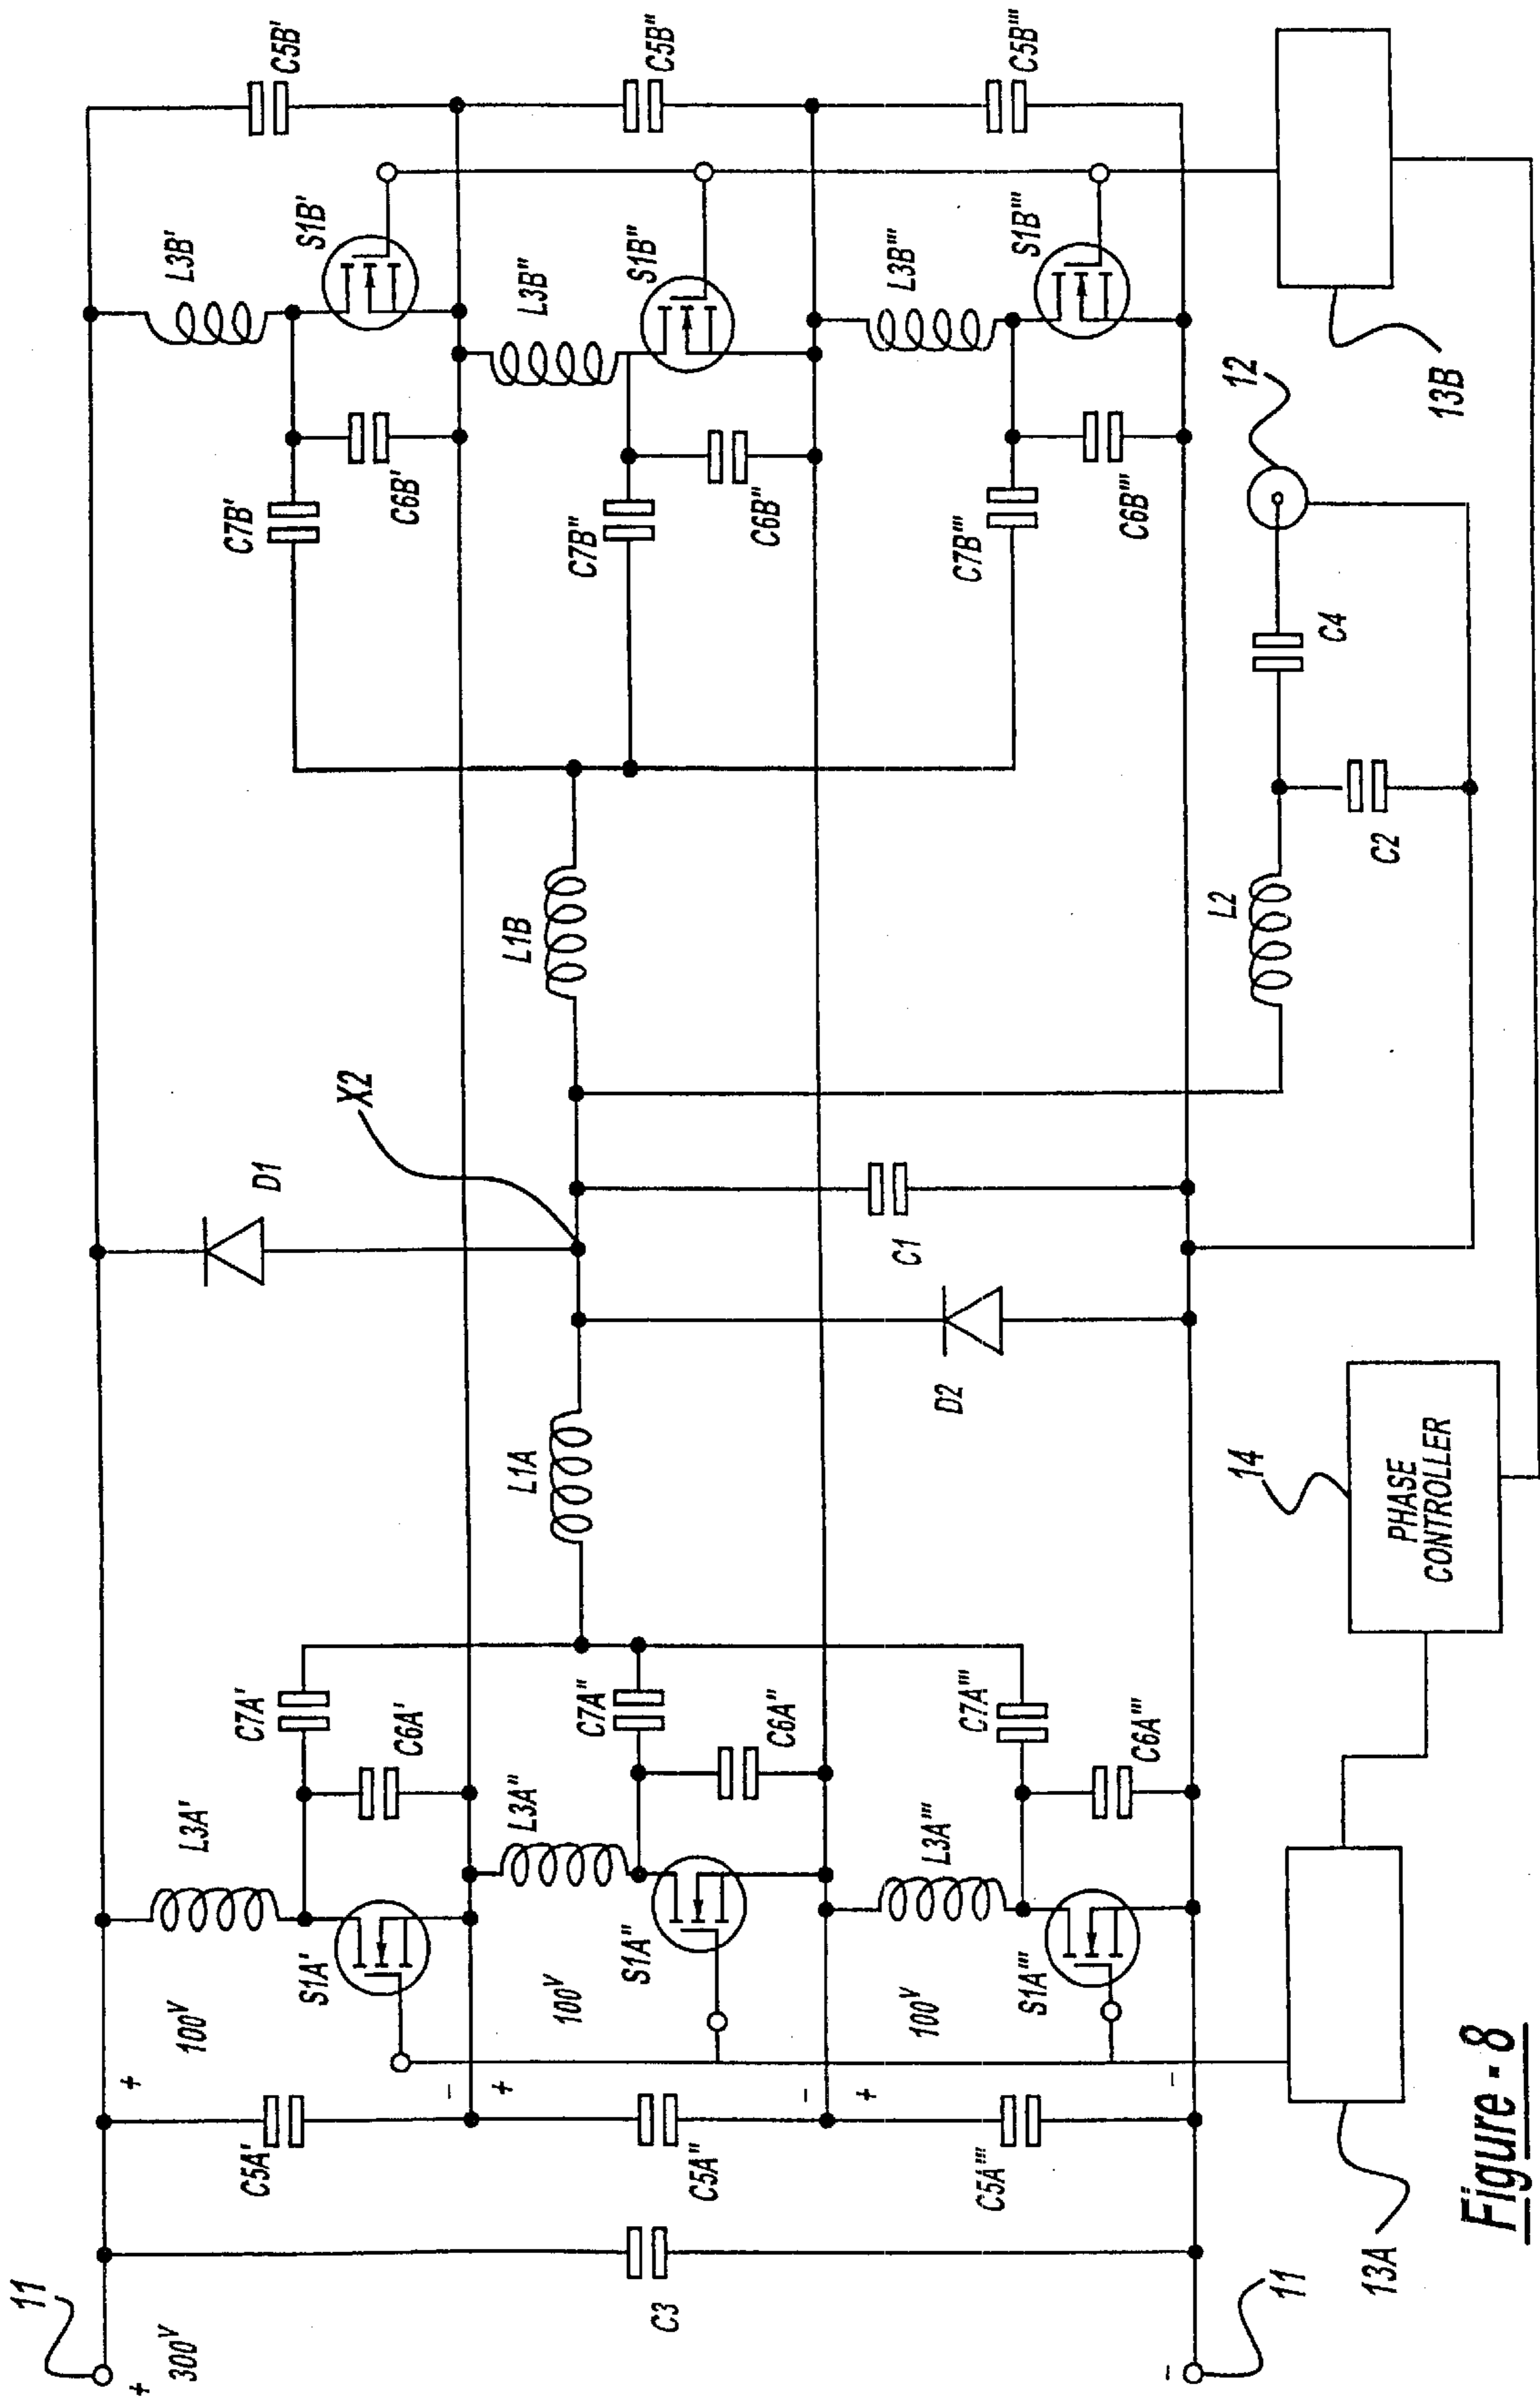 C5B'
C5B''
C5B'''
L3B'
S1B'
L3B''
S1B''
L3B'''
S1B'''
C7B'
C6B'
C7B''
C6B''
C7B'''
C6B'''
12
13B
C4
C2
L1B
L2
X2
D1
C1
D2
L1A
14
PHASE
CONTROLLER
C7A'
C6A'
C7A''
C6A''
C7A'''
C6A'''
L3A'
L3A''
L3A'''
S1A'
S1A''
S1A'''
100V
100V
100V
+
-
+
-
+
-
C5A'
C5A''
C5A'''
13A
C3
11
+
300V
-
11
Figure - 8